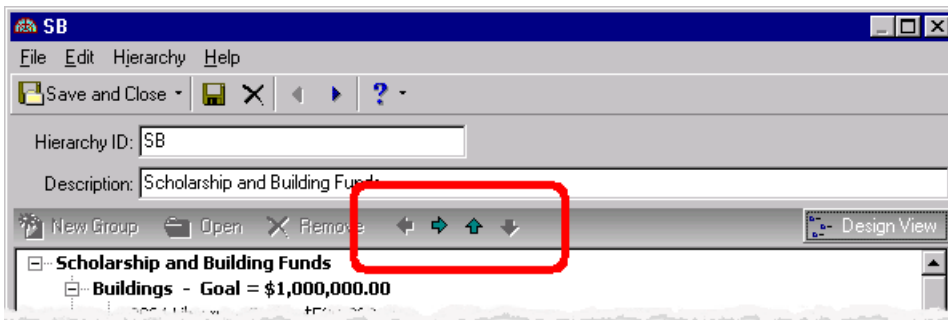 SB
File Edit Hierarchy Help
Save and Close ?
Hierarchy ID: SB
Description: Scholarship and Building Funds
New Group Open Remove Design View
Scholarship and Building Funds
Buildings - Goal = $1,000,000.00